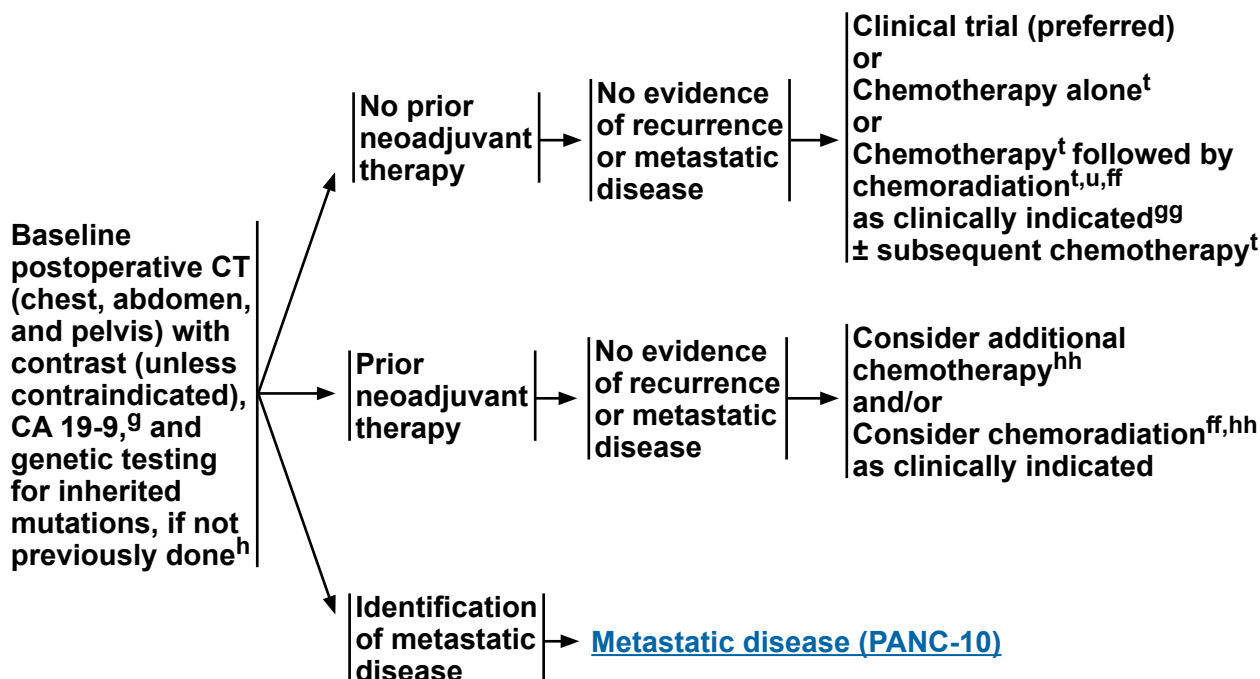 Baseline
postoperative CT
(chest, abdomen,
and pelvis) with
contrast (unless
contraindicated),
CA 19-9,g and
genetic testing
for inherited
mutations, if not
previously doneh
No prior
neoadjuvant
therapy
No evidence
of recurrence
or metastatic
disease
Clinical trial (preferred)
or
Chemotherapy alonet
or
Chemotherapyt followed by
chemoradiationt,u,ff
as clinically indicatedgg
± subsequent chemotherapyt
Prior
neoadjuvant
therapy
No evidence
of recurrence
or metastatic
disease
Consider additional
chemotherapyhh
and/or
Consider chemoradiationff,hh
as clinically indicated
Identification
of metastatic
disease
Metastatic disease (PANC-10)